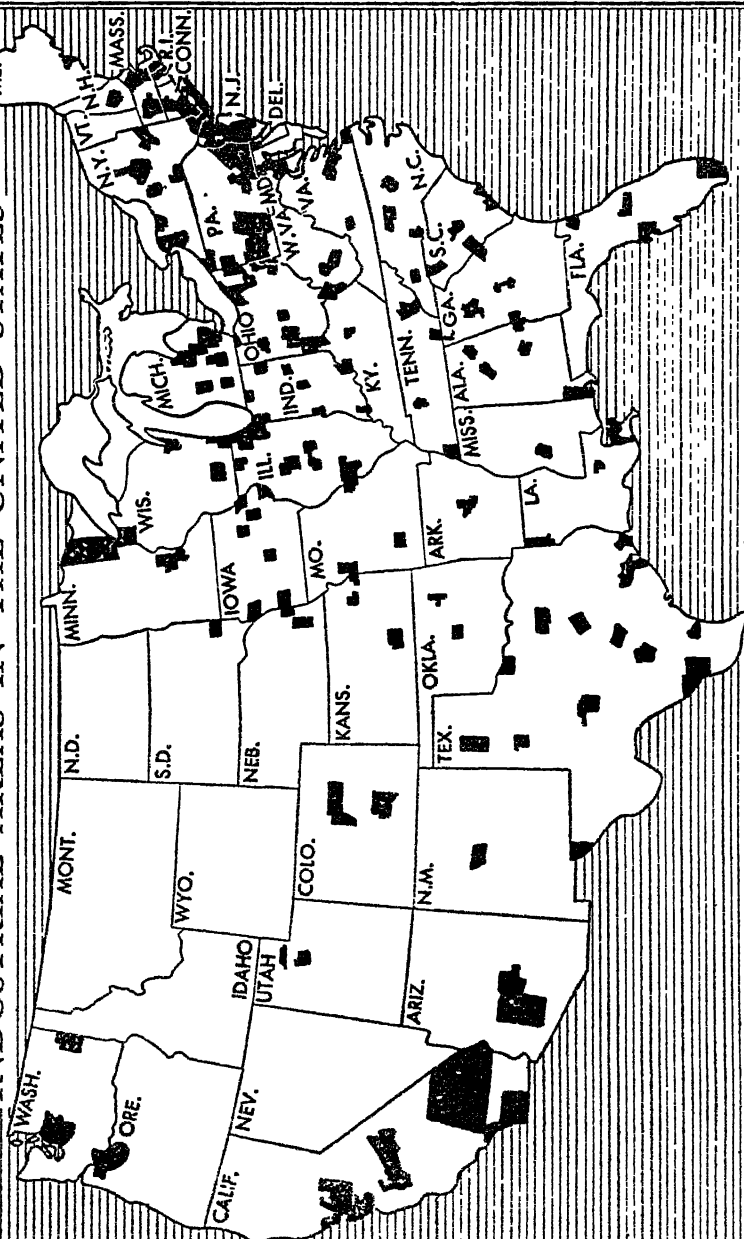 INDUSTRIAL AREAS IN THE UNITED STATES
WASH.
ORE.
CALIF.
NEV.
IDAHO
UTAH
ARIZ.
MONT.
WYO.
COLO.
N.M.
N.D.
S.D.
NEB.
KANS.
OKLA.
TEX.
MINN.
IOWA
MO.
ARK.
LA.
WIS.
ILL.
MICH.
IND.
OHIO
KY.
TENN.
MISS.
ALA.
GA.
FLA.
S.C.
N.C.
VA.
W.VA.
MD.
DEL.
PA.
N.J.
N.Y.
VT.
N.H.
MASS.
R.I.
CONN.